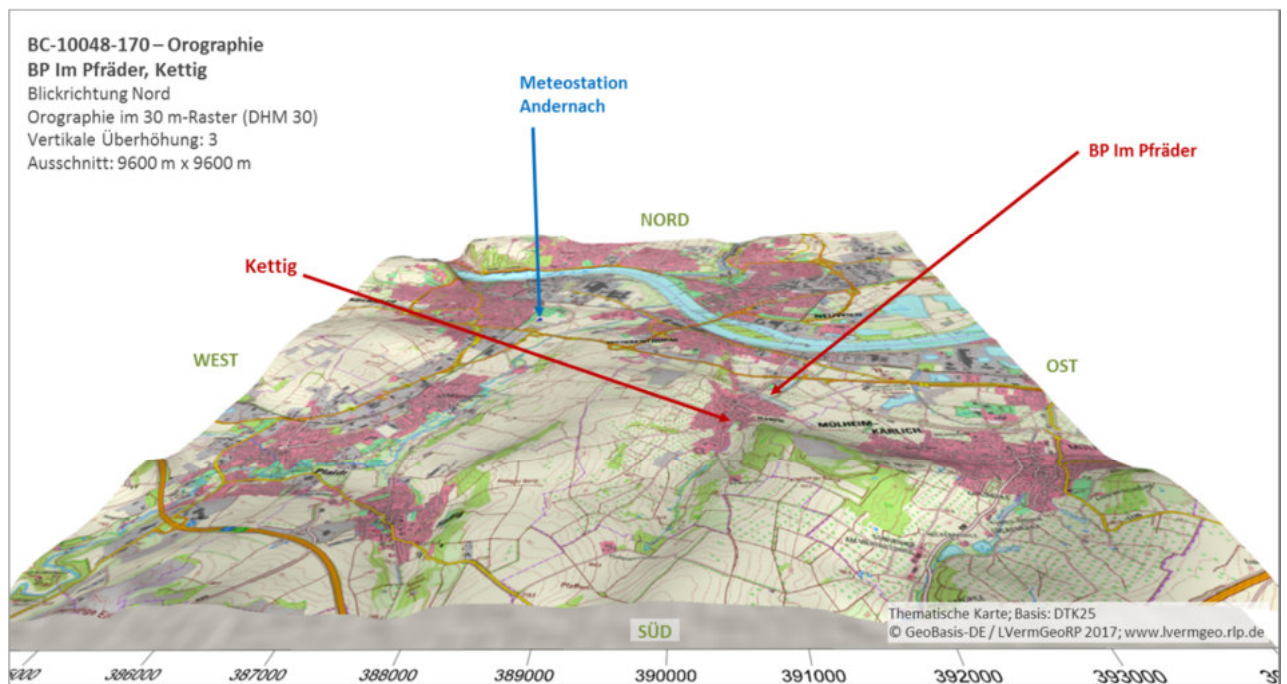 BC-10048-170 – Orographie
BP Im Pfräder, Kettig
Blickrichtung Nord
Orographie im 30 m-Raster (DHM 30)
Vertikale Überhöhung: 3
Ausschnitt: 9600 m x 9600 m
Meteostation
Andernach
BP Im Pfräder
NORD
Kettig
WEST
OST
NEUWIED
MÜLHEIM-
KÄRLICH
Plaidt
Thematische Karte; Basis: DTK25
© GeoBasis-DE / LVermGeoRP 2017; www.lvermgeo.rlp.de
SÜD
386000
387000
388000
389000
390000
391000
392000
393000